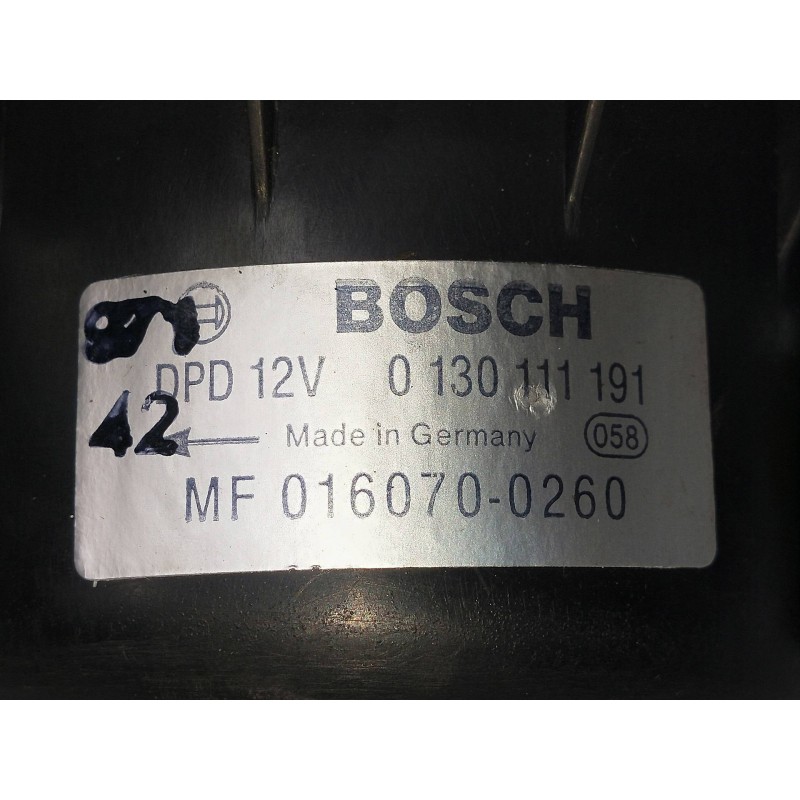 BOSCH
DPD 12V 0 130 111 191
42 Made in Germany 058
MF 016070-0260